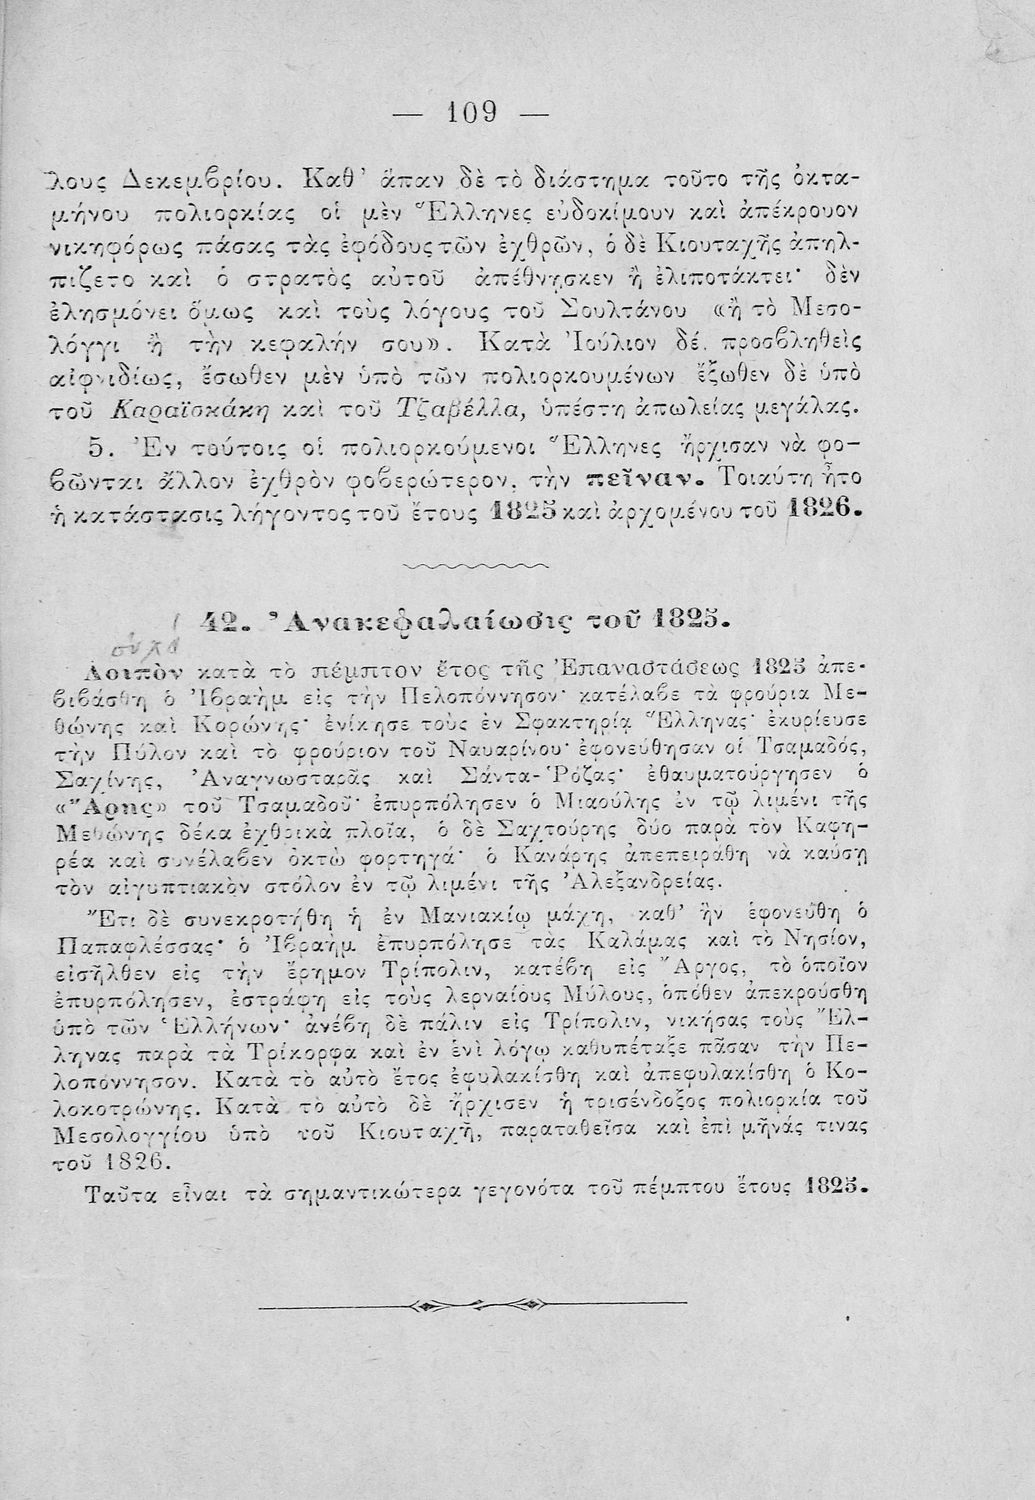 — 109 —
λους Δεκεμβρίου. Καθ’ ἅπαν δὲ τὸ διάστημα τοῦτο τῆς ὀκτα-
μήνου πολιορκίας οἱ μὲν Ἕλληνες εὐδοκίμουν καὶ ἀπέκρουον
νικηφόρως πάσας τὰς ἐφόδους τῶν ἐχθρῶν, ὁ δὲ Κιουταχῆς ἀπηλ-
πίζετο καὶ ὁ στρατὸς αὐτοῦ ἀπέθνησκεν ἢ ἐλιποτάκτει· δὲν
ἐλησμόνει ὅμως καὶ τοὺς λόγους τοῦ Σουλτάνου «ἢ τὸ Μεσο-
λόγγι ἢ τὴν κεφαλήν σου». Κατὰ Ἰούλιον δέ, προσβληθεὶς
αἰφνιδίως, ἔσωθεν μὲν ὑπὸ τῶν πολιορκουμένων ἔξωθεν δὲ ὑπὸ
τοῦ Καραϊσκάκη καὶ τοῦ Τζαβέλλα, ὑπέστη ἀπωλείας μεγάλας.
5. Ἐν τούτοις οἱ πολιορκούμενοι Ἕλληνες ἤρχισαν νὰ φο-
βῶνται ἄλλον ἐχθρὸν φοβερώτερον, τὴν πεῖναν. Τοιαύτη ἦτο
ἡ κατάστασις λήγοντος τοῦ ἔτους 1825 καὶ ἀρχομένου τοῦ 1826.
42. Ἀνακεφαλαίωσις τοῦ 1825.
Λοιπὸν κατὰ τὸ πέμπτον ἔτος τῆς Ἐπαναστάσεως 1825 ἀπε-
βιβάσθη ὁ Ἰβραὴμ εἰς τὴν Πελοπόννησον· κατέλαβε τὰ φρούρια Με-
θώνης καὶ Κορώνης· ἐνίκησε τοὺς ἐν Σφακτηρίᾳ Ἕλληνας· ἐκυρίευσε
τὴν Πύλον καὶ τὸ φρούριον τοῦ Ναυαρίνου· ἐφονεύθησαν οἱ Τσαμαδός,
Σαχίνης, Ἀναγνωσταρᾶς καὶ Σάντα-Ῥόζας· ἐθαυματούργησεν ὁ
«Ἄρης» τοῦ Τσαμαδοῦ· ἐπυρπόλησεν ὁ Μιαούλης ἐν τῷ λιμένι τῆς
Μεθώνης δέκα ἐχθρικὰ πλοῖα, ὁ δὲ Σαχτούρης δύο παρὰ τὸν Καφη-
ρέα καὶ συνέλαβεν ὀκτὼ φορτηγά· ὁ Κανάρης ἀπεπειράθη νὰ καύσῃ
τὸν αἰγυπτιακὸν στόλον ἐν τῷ λιμένι τῆς Ἀλεξανδρείας.
Ἔτι δὲ συνεκροτήθη ἡ ἐν Μανιακίῳ μάχη, καθ’ ἣν ἐφονεύθη ὁ
Παπαφλέσσας· ὁ Ἰβραὴμ ἐπυρπόλησε τὰς Καλάμας καὶ τὸ Νησίον,
εἰσῆλθεν εἰς τὴν ἔρημον Τρίπολιν, κατέβη εἰς Ἄργος, τὸ ὁποῖον
ἐπυρπόλησεν, ἐστράφη εἰς τοὺς λερναίους Μύλους, ὁπόθεν ἀπεκρούσθη
ὑπὸ τῶν Ἑλλήνων· ἀνέβη δὲ πάλιν εἰς Τρίπολιν, νικήσας τοὺς Ἕλ-
ληνας παρὰ τὰ Τρίκορφα καὶ ἐν ἑνὶ λόγῳ καθυπέταξε πᾶσαν τὴν Πε-
λοπόννησον. Κατὰ τὸ αὐτὸ ἔτος ἐφυλακίσθη καὶ ἀπεφυλακίσθη ὁ Κο-
λοκοτρώνης. Κατὰ τὸ αὐτὸ δὲ ἤρχισεν ἡ τρισένδοξος πολιορκία τοῦ
Μεσολογγίου ὑπὸ τοῦ Κιουταχῆ, παραταθεῖσα καὶ ἐπὶ μῆνάς τινας
τοῦ 1826.
Ταῦτα εἶναι τὰ σημαντικώτερα γεγονότα τοῦ πέμπτου ἔτους 1825.